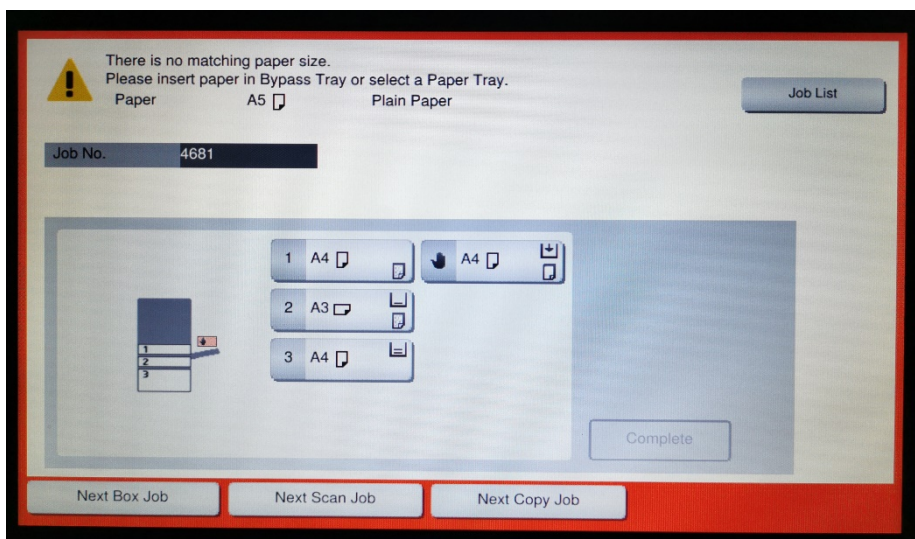 There is no matching paper size.
Please insert paper in Bypass Tray or select a Paper Tray.
Paper A5 Plain Paper
Job List
Job No. 4681
1 A4
A4
2 A3
3 A4
1
2
3
Complete
Next Box Job
Next Scan Job
Next Copy Job